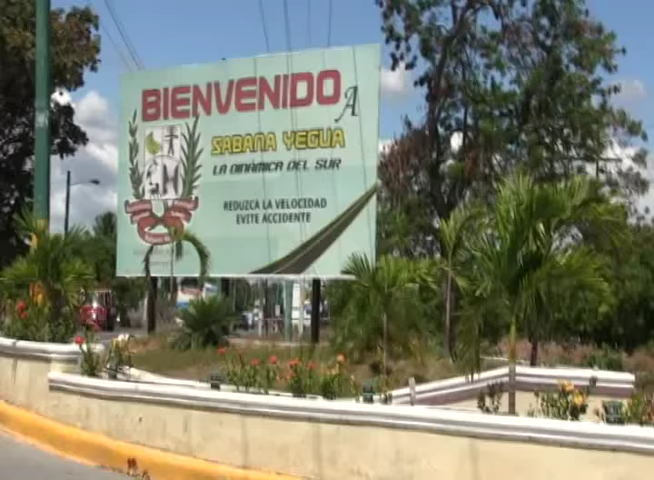 BIENVENIDO A
SABANA YEGUA
LA DINÁMICA DEL SUR
REDUZCA LA VELOCIDAD
EVITE ACCIDENTE